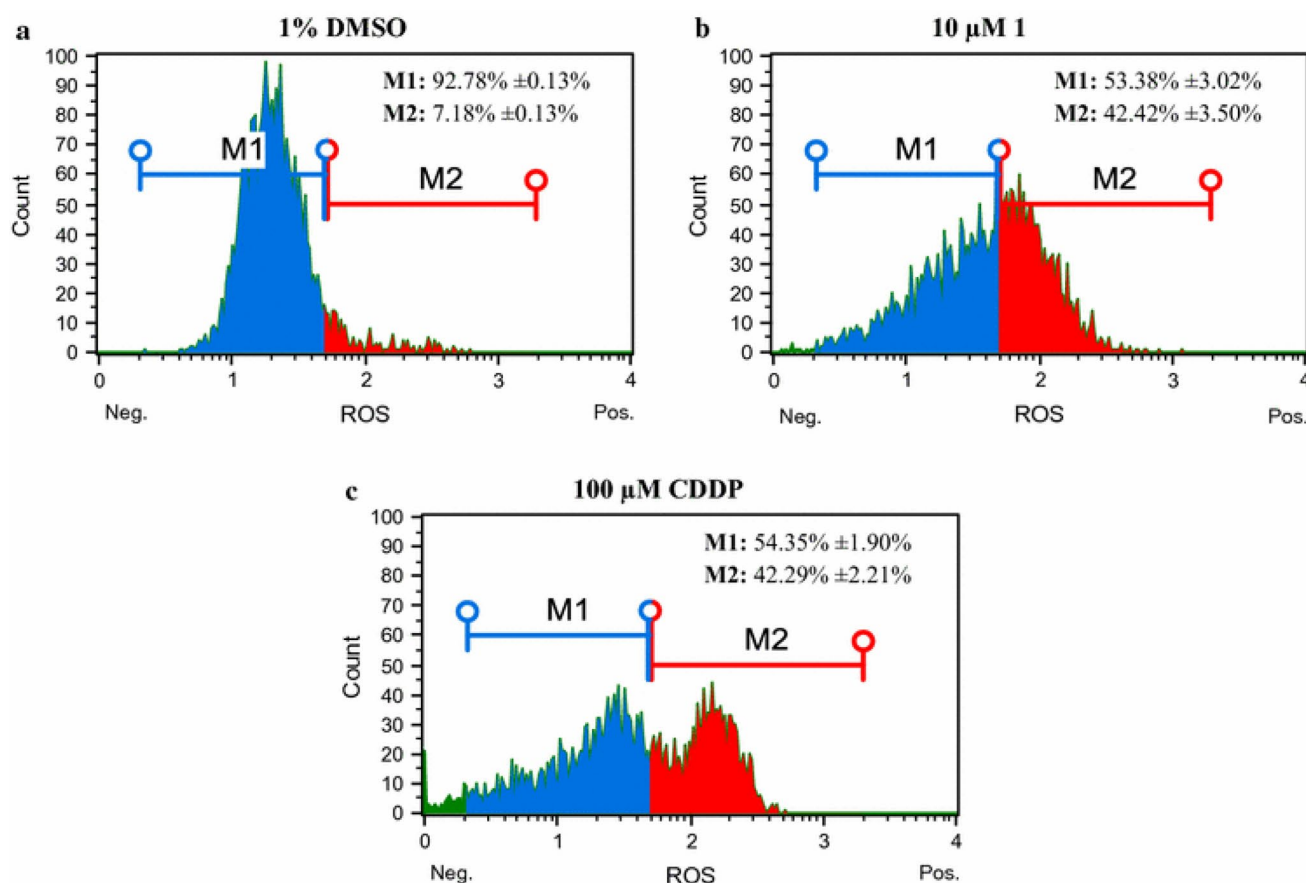 a
1% DMSO
100
90
80
70
60
50
40
30
20
10
0
Count
M1: 92.78% ±0.13%
M2: 7.18% ±0.13%
M1
M2
0 1 2 3 4
Neg. ROS Pos.
b
10 µM 1
100
90
80
70
60
50
40
30
20
10
0
Count
M1: 53.38% ±3.02%
M2: 42.42% ±3.50%
M1
M2
0 1 2 3 4
Neg. ROS Pos.
c
100 µM CDDP
100
90
80
70
60
50
40
30
20
10
0
Count
M1: 54.35% ±1.90%
M2: 42.29% ±2.21%
M1
M2
0 1 2 3 4
Neg. ROS Pos.